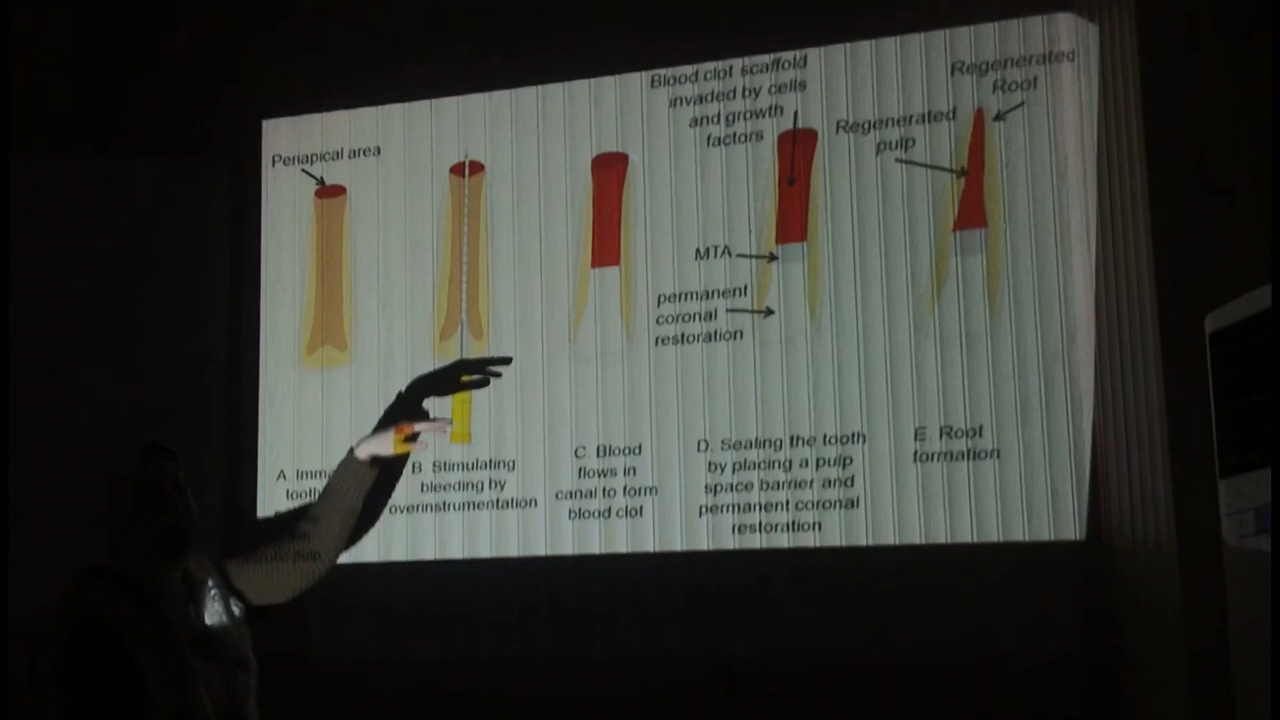 Periapical area
Blood clot scaffold
invaded by cells
and growth
factors
Regenerated
pulp
Regenerated
Root
MTA
permanent
coronal
restoration
A. Imm
tooth
pulp
B. Stimulating
bleeding by
overinstrumentation
C. Blood
flows in
canal to form
blood clot
D. Sealing the tooth
by placing a pulp
space barrier and
permanent coronal
restoration
E. Root
formation